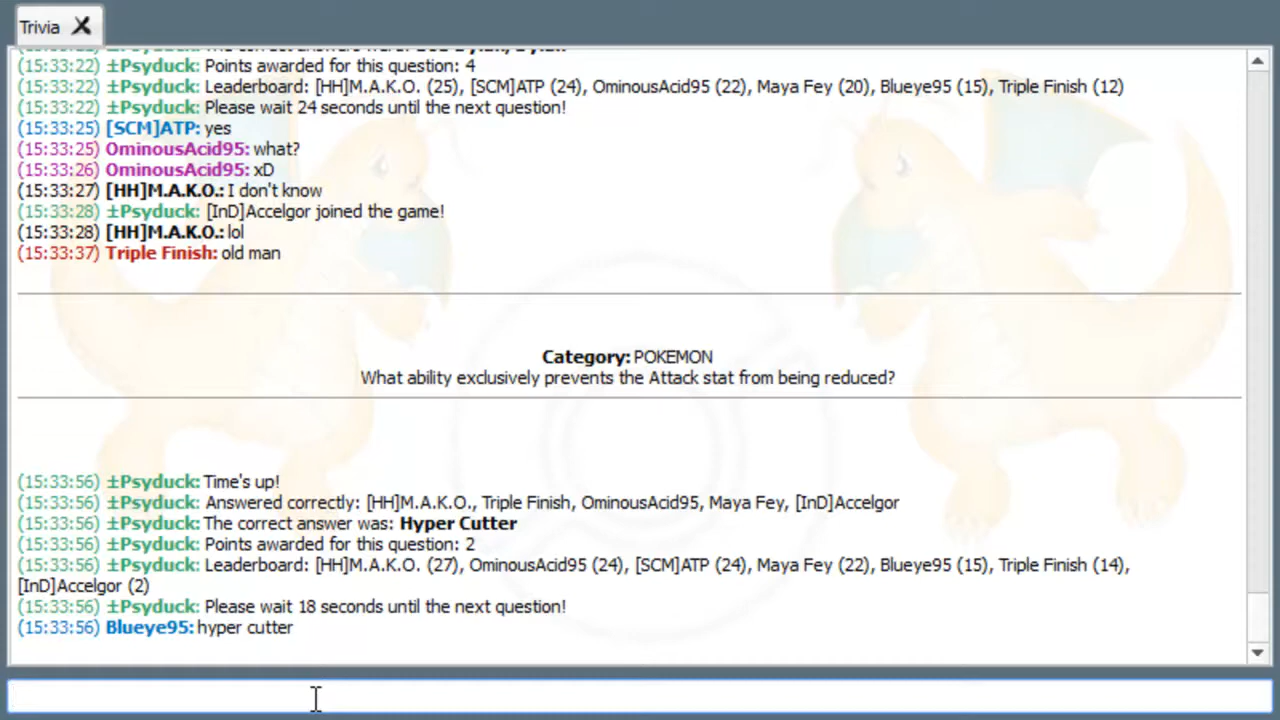 Trivia
(15:33:22) ±Psyduck: Points awarded for this question: 4
(15:33:22) ±Psyduck: Leaderboard: [HH]M.A.K.O. (25), [SCM]ATP (24), OminousAcid95 (22), Maya Fey (20), Blueye95 (15), Triple Finish (12)
(15:33:22) ±Psyduck: Please wait 24 seconds until the next question!
(15:33:25) [SCM]ATP: yes
(15:33:25) OminousAcid95: what?
(15:33:26) OminousAcid95: xD
(15:33:27) [HH]M.A.K.O.: I don't know
(15:33:28) ±Psyduck: [InD]Accelgor joined the game!
(15:33:28) [HH]M.A.K.O.: lol
(15:33:37) Triple Finish: old man
Category: POKEMON
What ability exclusively prevents the Attack stat from being reduced?
(15:33:56) ±Psyduck: Time's up!
(15:33:56) ±Psyduck: Answered correctly: [HH]M.A.K.O., Triple Finish, OminousAcid95, Maya Fey, [InD]Accelgor
(15:33:56) ±Psyduck: The correct answer was: Hyper Cutter
(15:33:56) ±Psyduck: Points awarded for this question: 2
(15:33:56) ±Psyduck: Leaderboard: [HH]M.A.K.O. (27), OminousAcid95 (24), [SCM]ATP (24), Maya Fey (22), Blueye95 (15), Triple Finish (14),
[InD]Accelgor (2)
(15:33:56) ±Psyduck: Please wait 18 seconds until the next question!
(15:33:56) Blueye95: hyper cutter